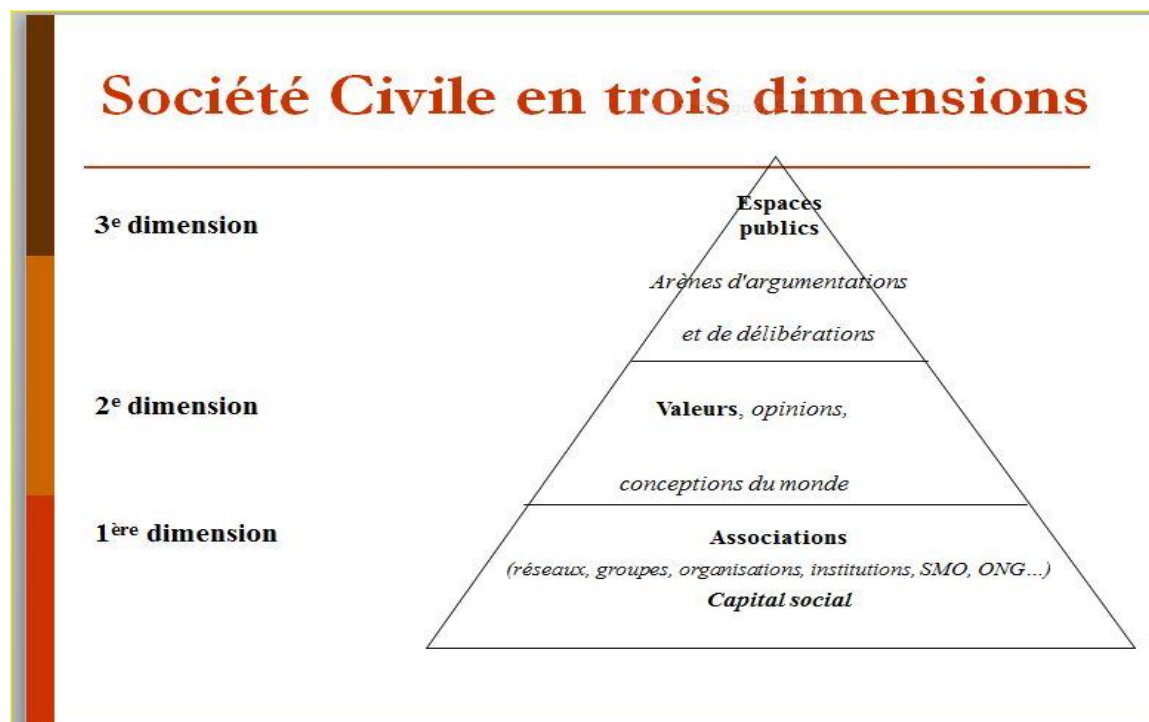 Société Civile en trois dimensions
3e dimension
Espaces
publics
Arènes d'argumentations
et de délibérations
2e dimension
Valeurs, opinions,
conceptions du monde
1ère dimension
Associations
(réseaux, groupes, organisations, institutions, SMO, ONG...)
Capital social